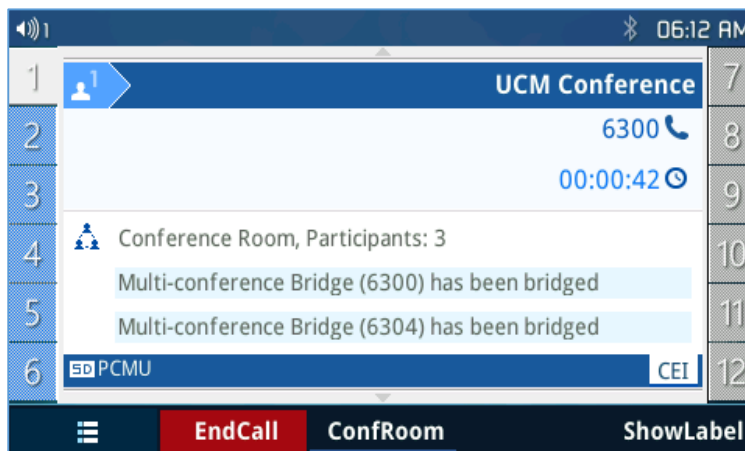 1 06:12 AM
1 1 UCM Conference 7
2 6300 8
3 00:00:42 9
4 Conference Room, Participants: 3 10
Multi-conference Bridge (6300) has been bridged
5 Multi-conference Bridge (6304) has been bridged 11
6 SD PCMU CEI 12
EndCall ConfRoom ShowLabel